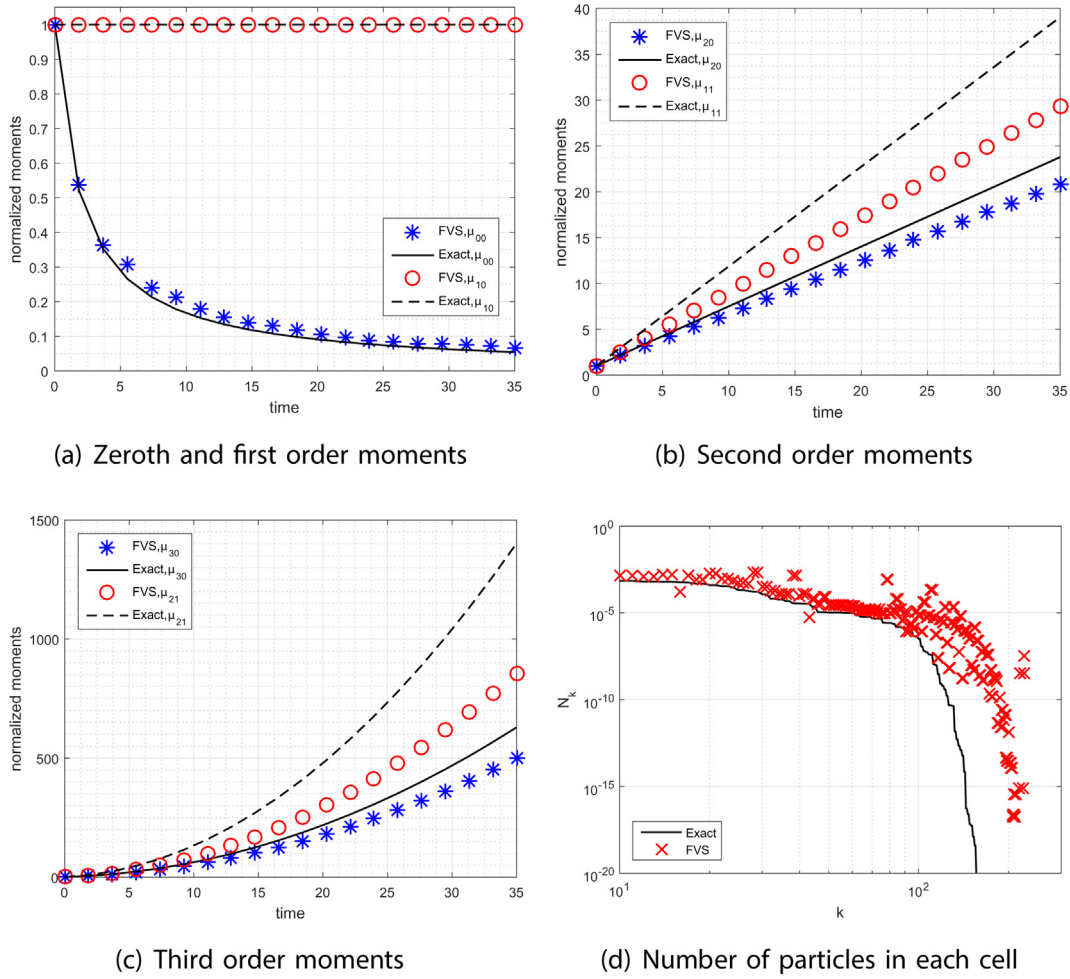 1
0.9
0.8
0.7
0.6
0.5
0.4
0.3
0.2
0.1
0
normalized moments
FVS,μ00
Exact,μ00
FVS,μ10
Exact,μ10
0 5 10 15 20 25 30 35
time
(a) Zeroth and first order moments
40
35
30
25
20
15
10
5
0
normalized moments
FVS,μ20
Exact,μ20
FVS,μ11
Exact,μ11
0 5 10 15 20 25 30 35
time
(b) Second order moments
1500
1000
500
0
normalized moments
FVS,μ30
Exact,μ30
FVS,μ21
Exact,μ21
0 5 10 15 20 25 30 35
time
(c) Third order moments
10^0
10^-5
10^-10
10^-15
10^-20
N_k
Exact
FVS
10^1 10^2
k
(d) Number of particles in each cell